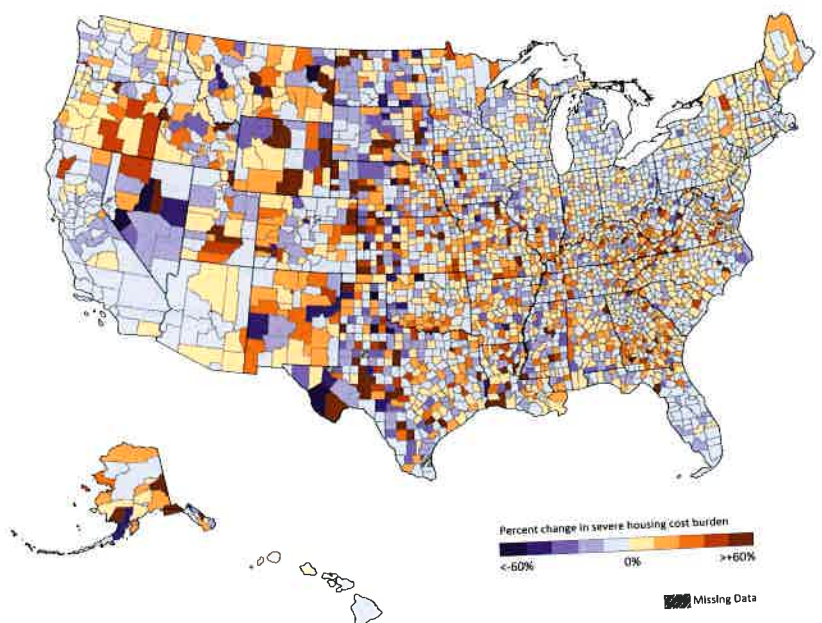 Percent change in severe housing cost burden
<-60% 0% >+60%
Missing Data